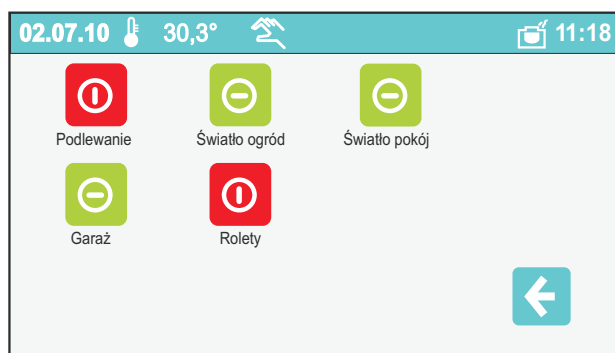 02.07.10 30,3° 11:18
Podlewanie Światło ogród Światło pokój
Garaż Rolety